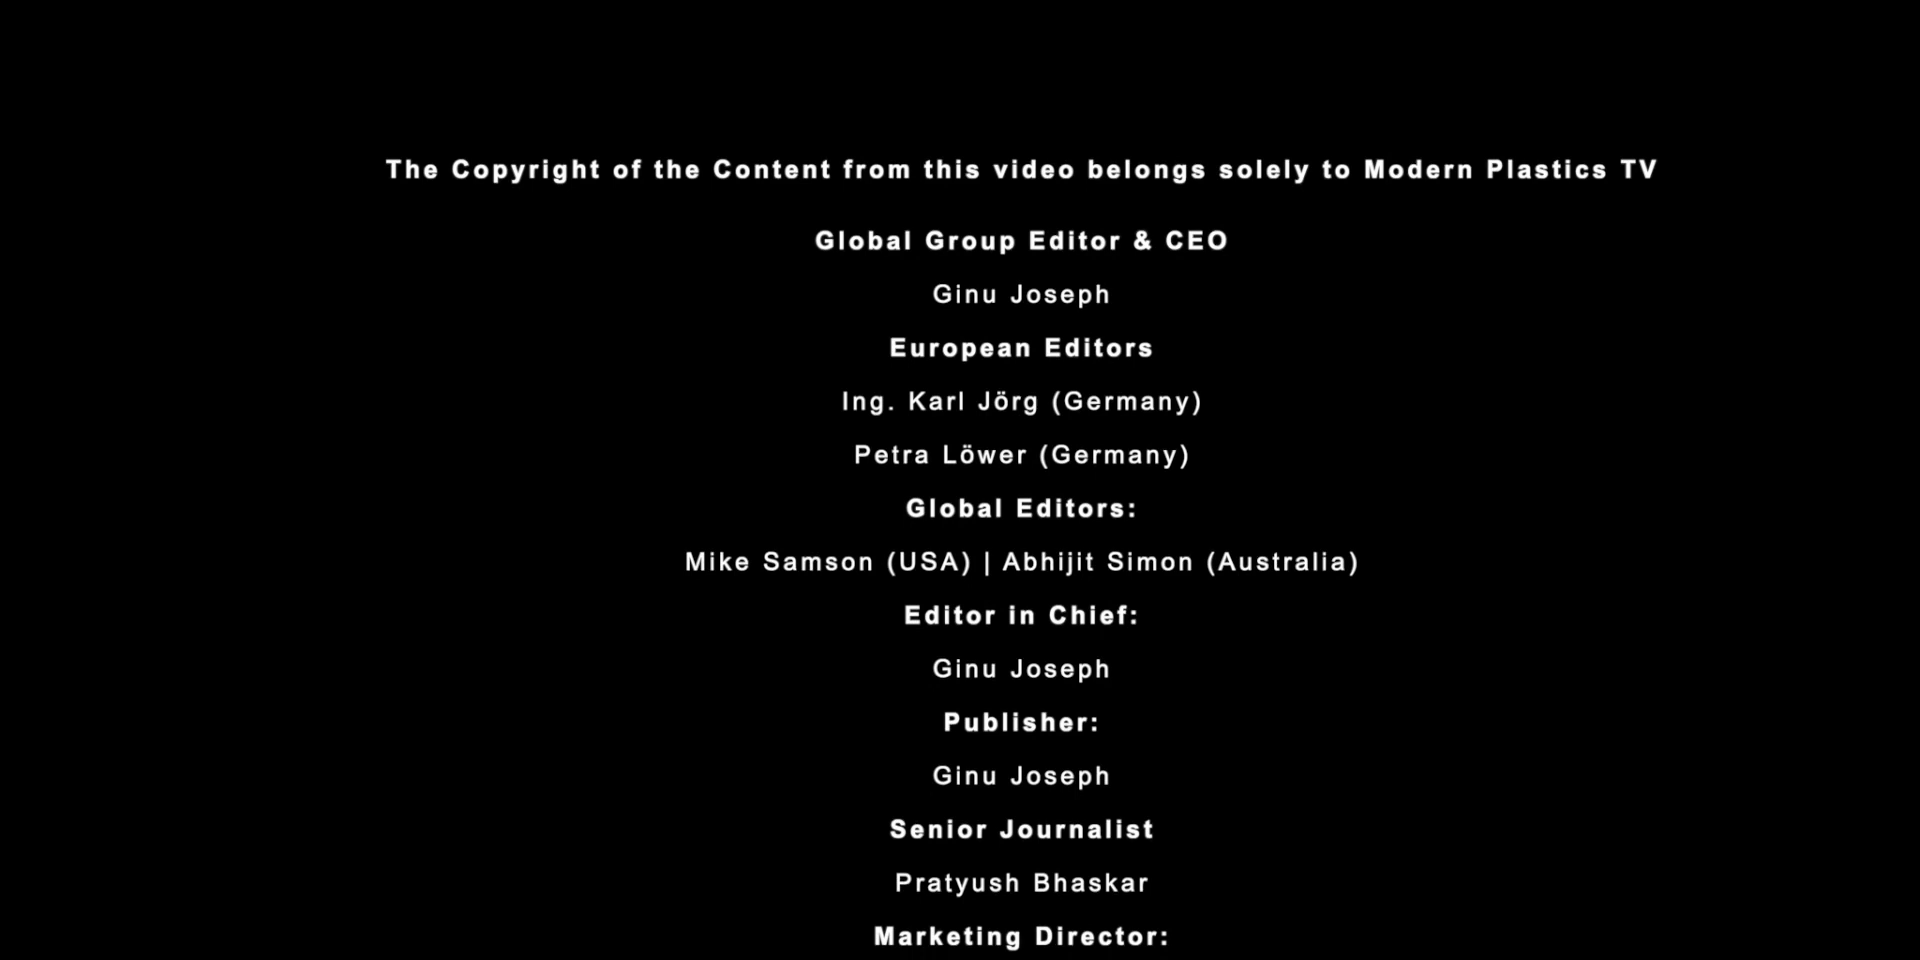 The Copyright of the Content from this video belongs solely to Modern Plastics TV
Global Group Editor & CEO
Ginu Joseph
European Editors
Ing. Karl Jörg (Germany)
Petra Löwer (Germany)
Global Editors:
Mike Samson (USA) | Abhijit Simon (Australia)
Editor in Chief:
Ginu Joseph
Publisher:
Ginu Joseph
Senior Journalist
Pratyush Bhaskar
Marketing Director: